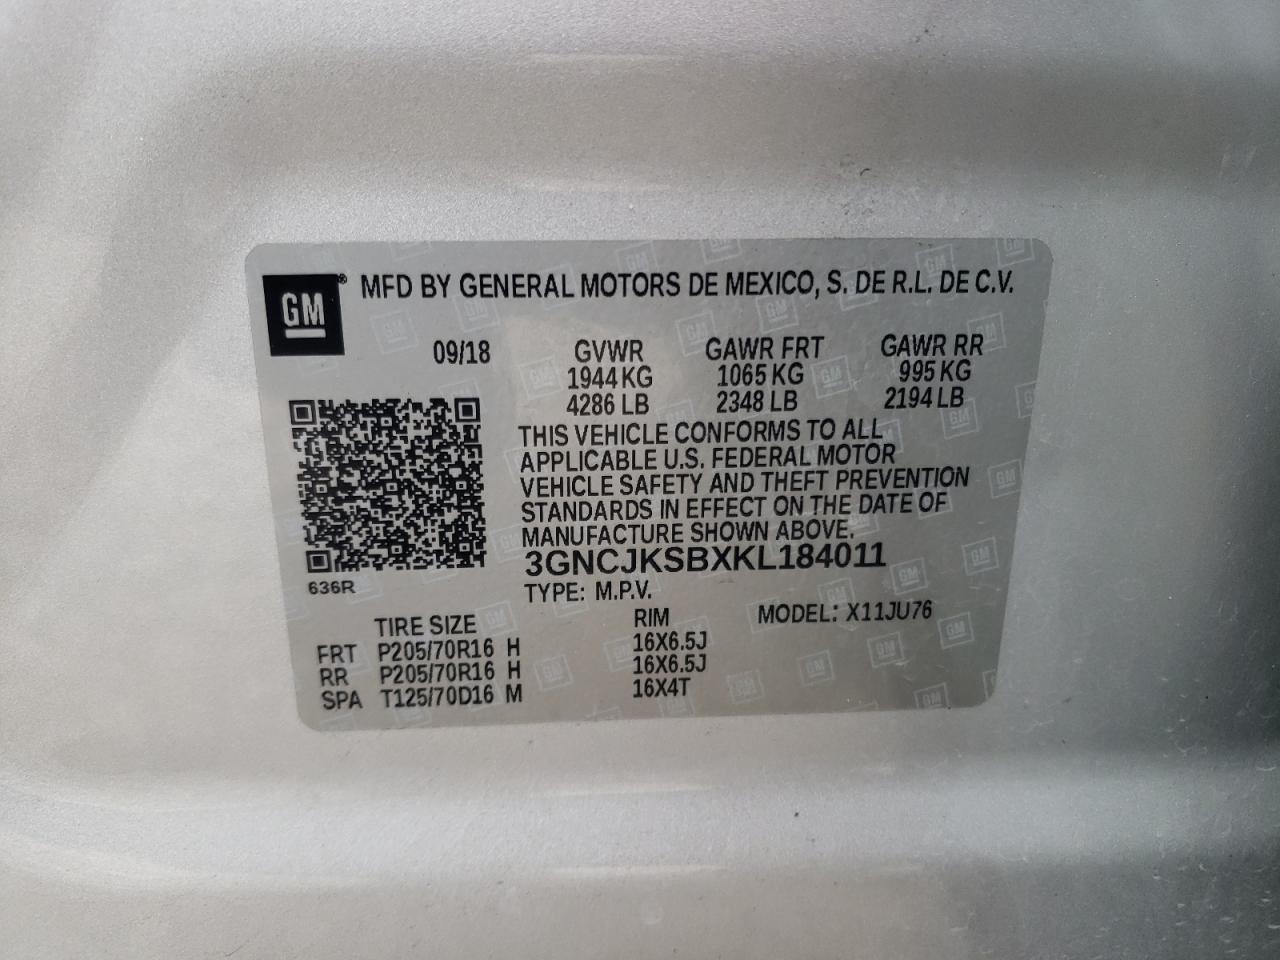 GM® MFD BY GENERAL MOTORS DE MEXICO, S. DE R.L. DE C.V.
09/18 GVWR GAWR FRT GAWR RR
1944 KG 1065 KG 995 KG
4286 LB 2348 LB 2194 LB
THIS VEHICLE CONFORMS TO ALL
APPLICABLE U.S. FEDERAL MOTOR
VEHICLE SAFETY AND THEFT PREVENTION
STANDARDS IN EFFECT ON THE DATE OF
MANUFACTURE SHOWN ABOVE.
3GNCJKSBXKL184011
636R TYPE: M.P.V.
TIRE SIZE RIM MODEL: X11JU76
FRT P205/70R16 H 16X6.5J
RR P205/70R16 H 16X6.5J
SPA T125/70D16 M 16X4T